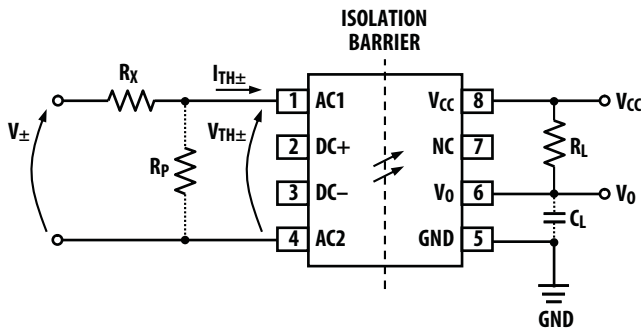 ISOLATION
BARRIER
RX
ITH±
1 AC1
VCC 8
VCC
V±
VTH±
2 DC+
NC 7
RL
RP
3 DC–
VO 6
VO
CL
4 AC2
GND 5
GND